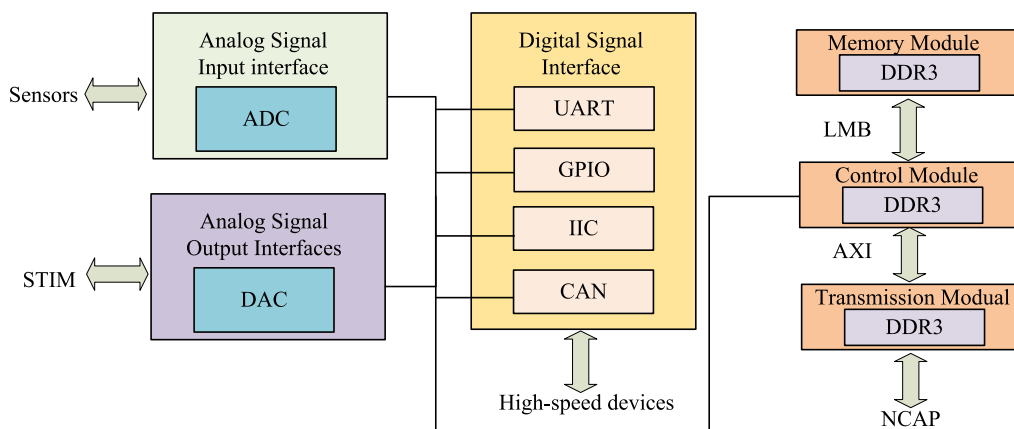 Sensors
Analog Signal
Input interface
ADC
STIM
Analog Signal
Output Interfaces
DAC
Digital Signal
Interface
UART
GPIO
IIC
CAN
High-speed devices
Memory Module
DDR3
LMB
Control Module
DDR3
AXI
Transmission Modual
DDR3
NCAP